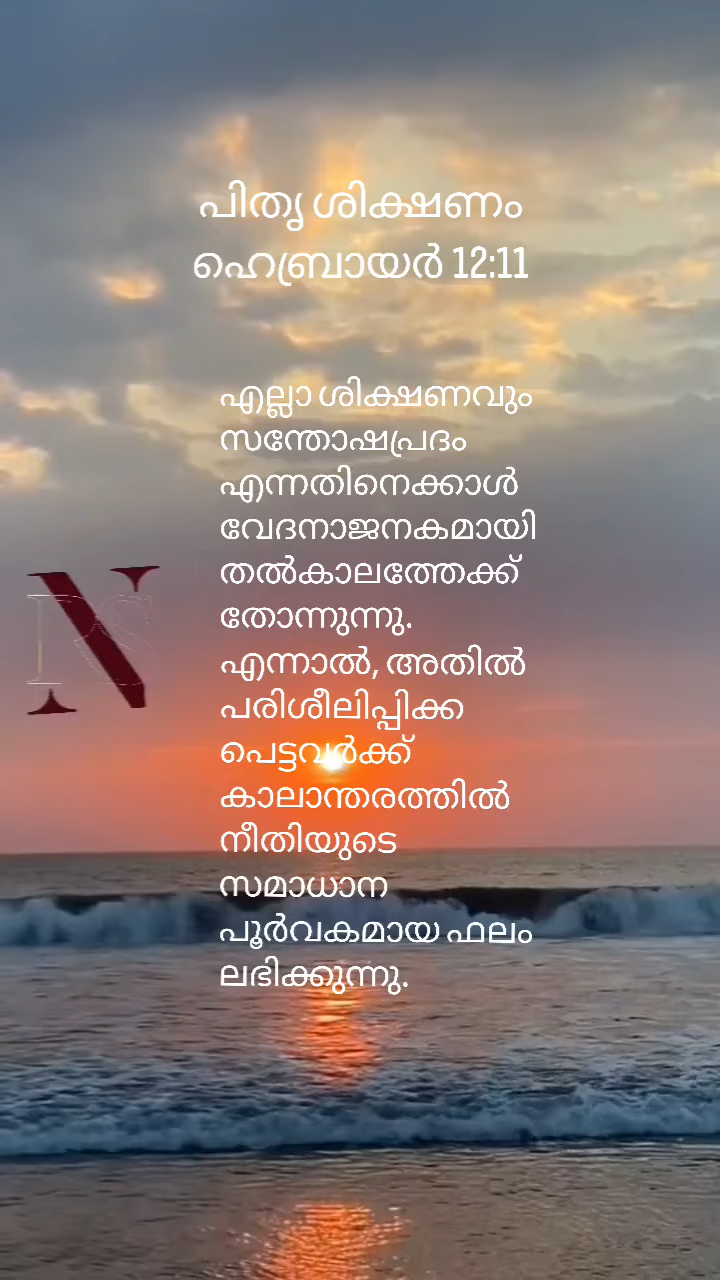 പിതൃ ശിക്ഷണം
ഹെബ്രായർ 12:11
എല്ലാ ശിക്ഷണവും
സന്തോഷപ്രദം
എന്നതിനെക്കാൾ
വേദനാജനകമായി
തൽകാലത്തേക്ക്
തോന്നുന്നു.
എന്നാൽ, അതിൽ
പരിശീലിപ്പിക്ക
പെട്ടവർക്ക്
കാലാന്തരത്തിൽ
നീതിയുടെ
സമാധാന
പൂർവകമായ ഫലം
ലഭിക്കുന്നു.
N